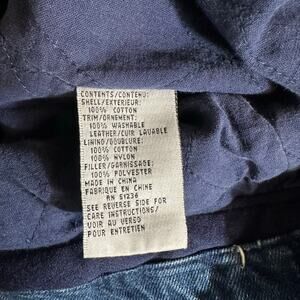 CONTENTS/CONTENU:
SHELL/EXTERIEUR:
100% COTTON
TRIM/ORNEMENT:
100% WASHABLE
LEATHER/CUIR LAVABLE
LINING/DOUBLURE:
100% COTTON
100% NYLON
FILLER/GARNISSAGE:
100% POLYESTER
MADE IN CHINA
FABRIQUE EN CHINE
RN 51236
SEE REVERSE SIDE FOR
CARE INSTRUCTIONS/
VOIR AU VERSO
POUR ENTRETIEN